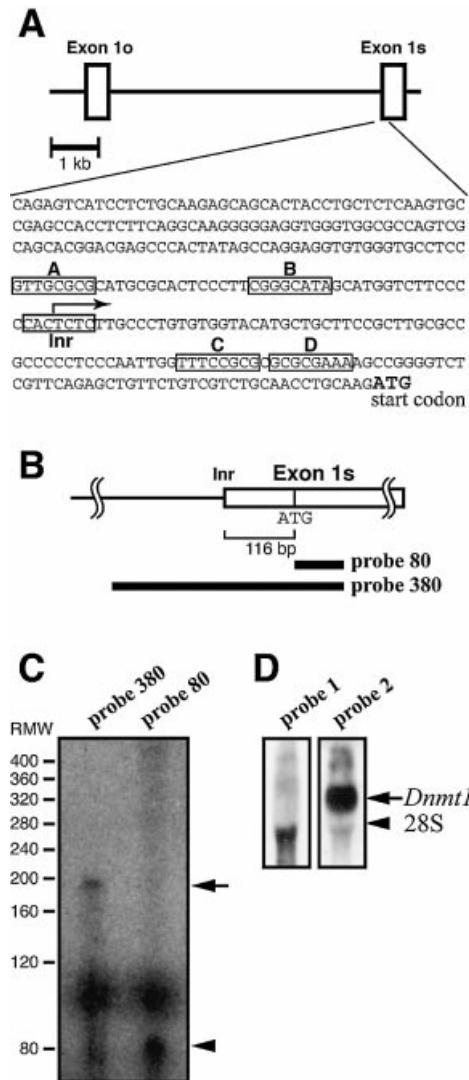 A
Exon 1o
Exon 1s
1 kb
CAGAGTCATCCTCTGCAAGAGCAGCACTACCTGCTCTCAAGTGC
CGAGCCACCTCTTCAGGCAAGGGGGAGGTGGGTGGCGCCAGTCG
CAGCACGGACGAGCCCACTATAGCCAGGAGGTGTGGGTGCCTCC
A
B
GTTGCGCGCATGCGCACTCCCTTCGGGCATAGCATGGTCTTCCC
CCACTCTCTTGCCCTGTGTGGTACATGCTGCTTCCGCTTGCGCC
Inr
C
D
GCCCCCTCCCAATTGGTTTCCGCGCGCGCGAAAAGCCGGGGTCT
CGTTCAGAGCTGTTCTGTCGTCTGCAACCTGCAAGATG
start codon
B
Inr
Exon 1s
ATG
116 bp
probe 80
probe 380
C
probe 380
probe 80
RMW
400
360
320
280
240
200
160
120
80
D
probe 1
probe 2
Dnmt1
28S